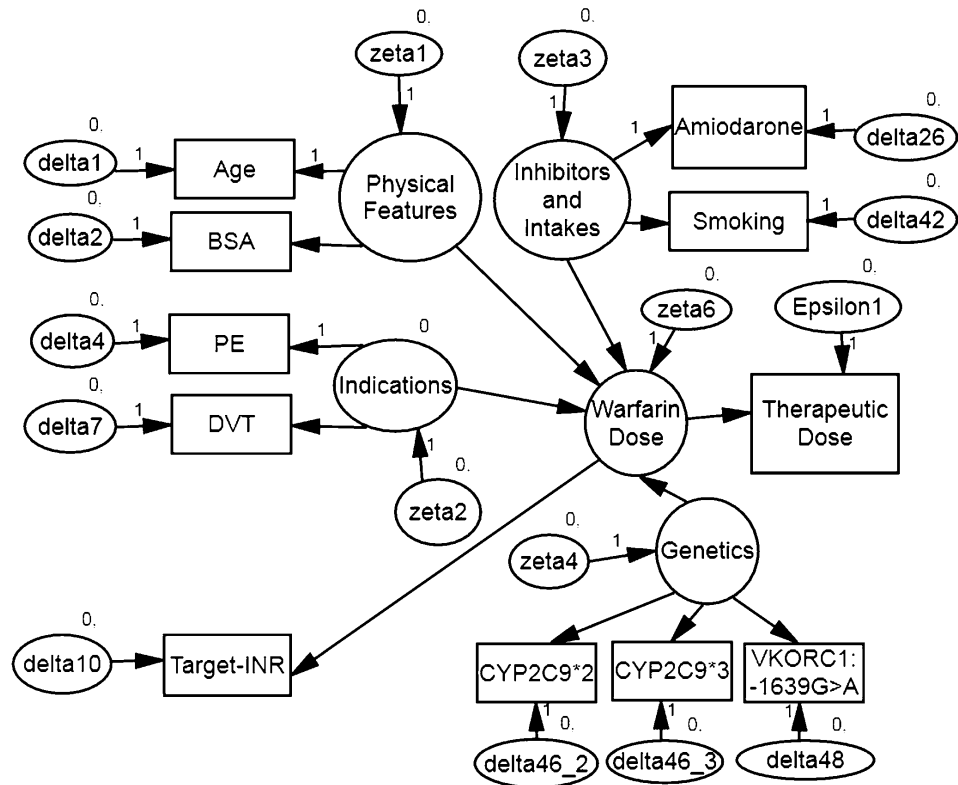 0.
zeta1
1
0.
zeta3
1
0.
delta1
1
Age
1
Physical
Features
Inhibitors
and
Intakes
1
Amiodarone
1
0.
delta26
0.
delta2
1
BSA
Smoking
1
0.
delta42
0.
delta4
1
PE
1
0
Indications
0.
zeta6
1
0.
Epsilon1
1
0,
delta7
1
DVT
1
0.
zeta2
Warfarin
Dose
Therapeutic
Dose
0,
zeta4
1
Genetics
0.
delta10
Target-INR
CYP2C9*2
CYP2C9*3
VKORC1:
-1639G>A
1
0.
delta46_2
1
0.
delta46_3
1
0.
delta48